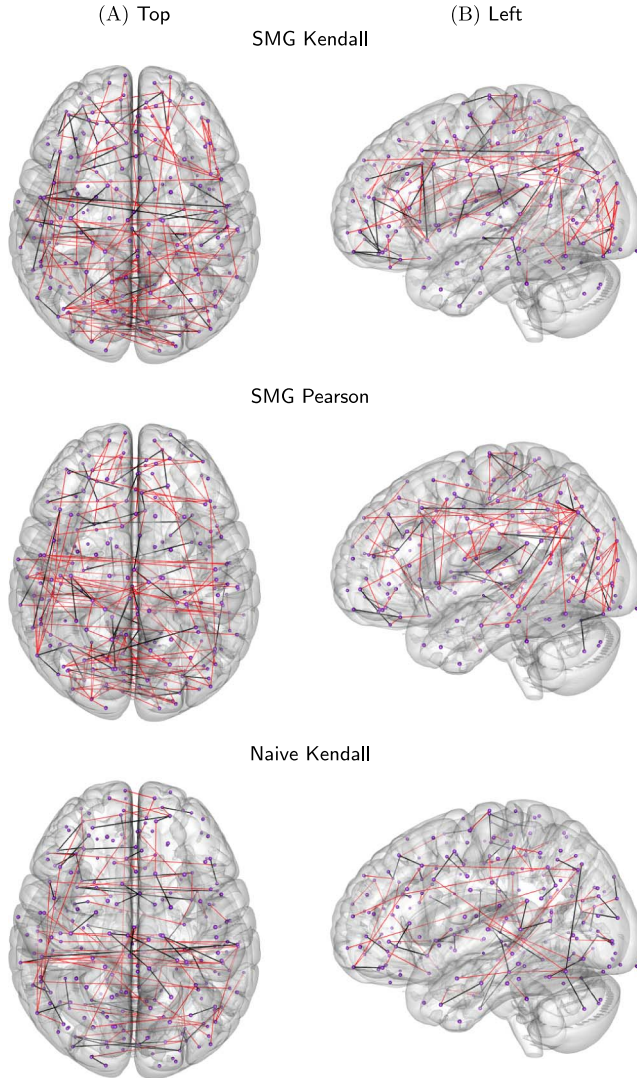 (A) Top
(B) Left
SMG Kendall
SMG Pearson
Naive Kendall